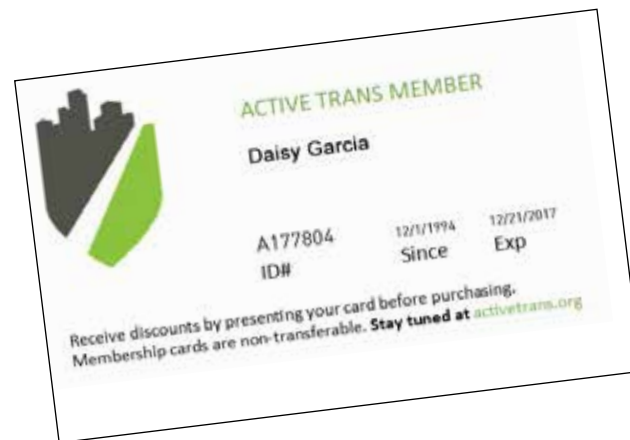 ACTIVE TRANS MEMBER
Daisy Garcia
A177804 12/1/1994 12/21/2017
ID# Since Exp
Receive discounts by presenting your card before purchasing.
Membership cards are non-transferable. Stay tuned at activetrans.org